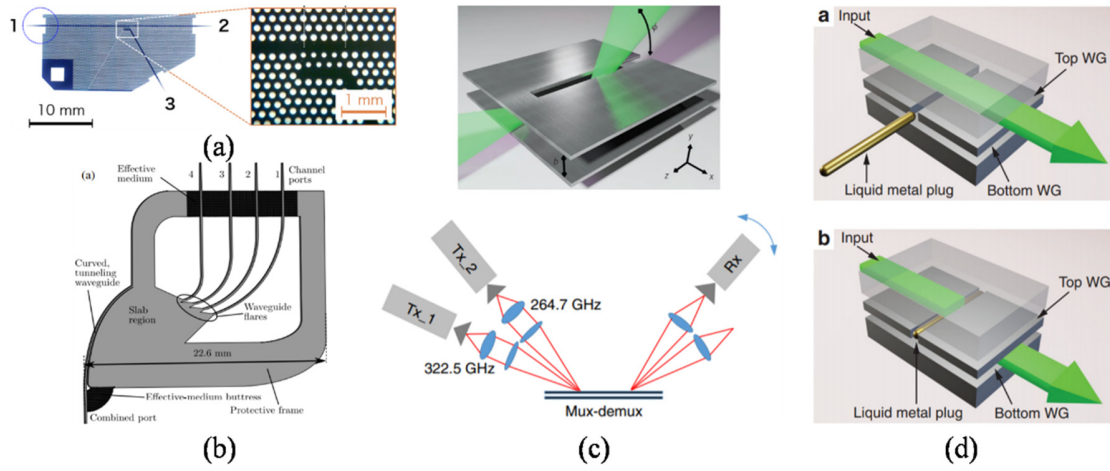 1
2
3
10 mm
1 mm
(a)
(a)
Effective
medium
4
3
2
1
Channel
ports
Curved,
tunneling
waveguide
Slab
region
Waveguide
flares
22.6 mm
Effective-medium buttress
Protective frame
Combined port
(b)
φ
b
y
z
x
Tx_2
Tx_1
Rx
264.7 GHz
322.5 GHz
Mux-demux
(c)
a
Input
Top WG
Liquid metal plug
Bottom WG
b
Input
Top WG
Liquid metal plug
Bottom WG
(d)